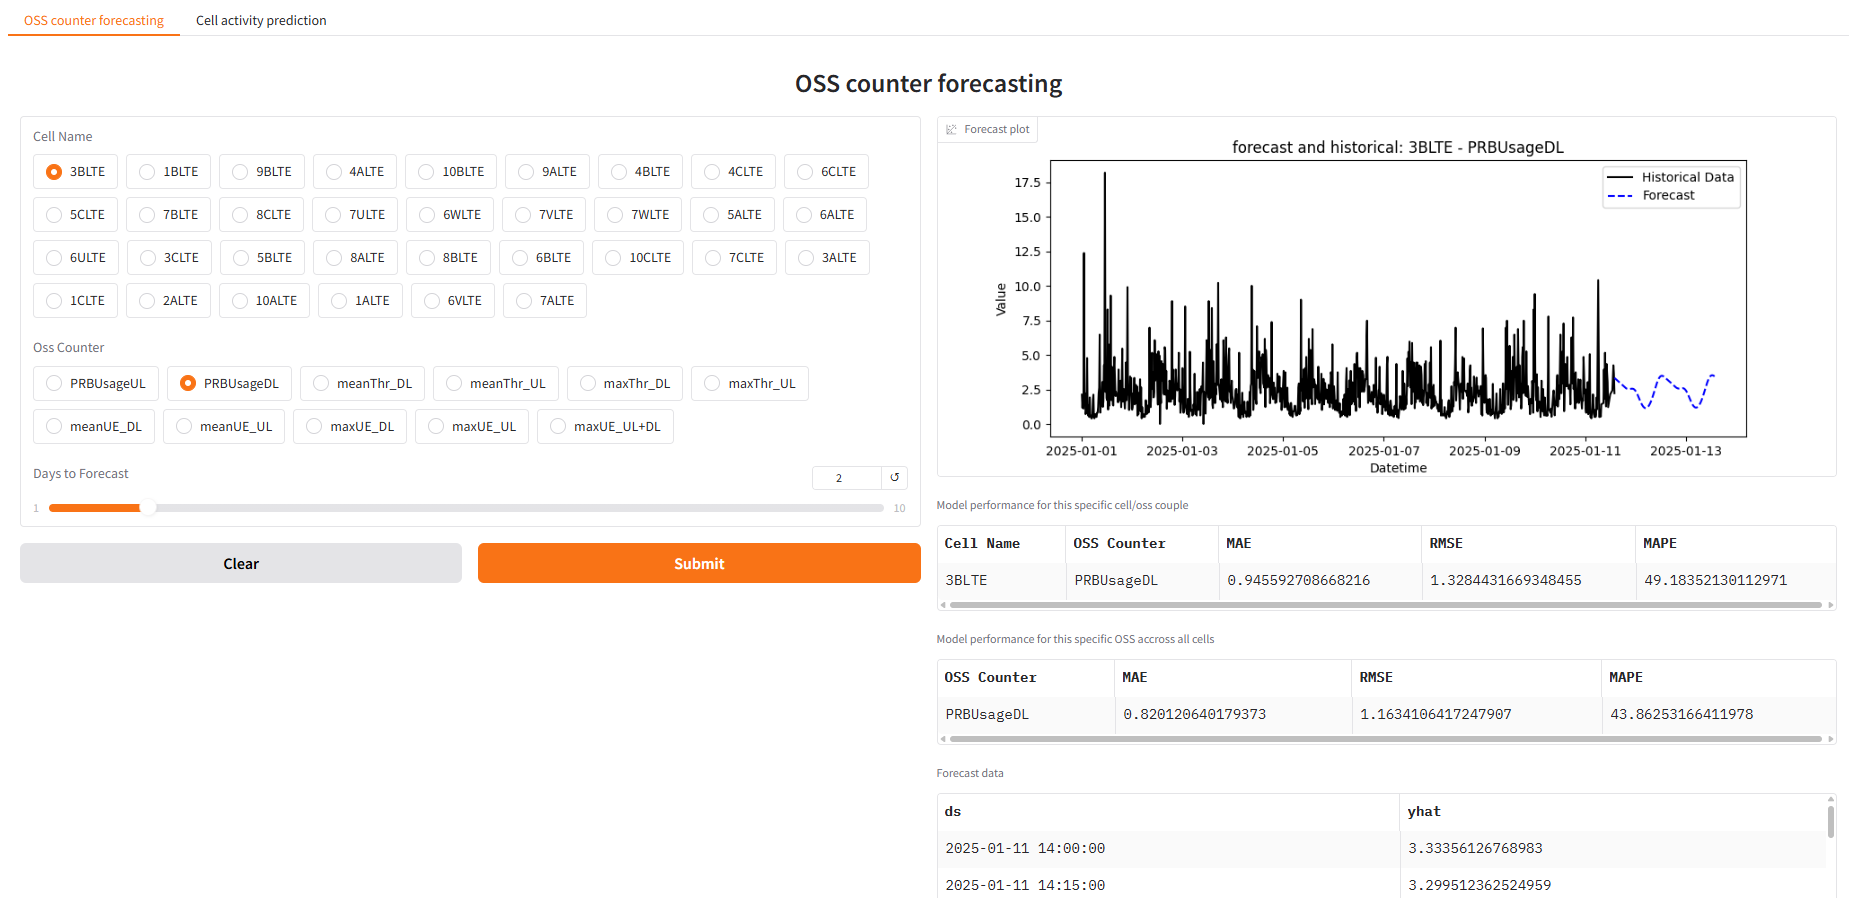 OSS counter forecasting Cell activity prediction
OSS counter forecasting
Cell Name
3BLTE 1BLTE 9BLTE 4ALTE 10BLTE 9ALTE 4BLTE 4CLTE 6CLTE
5CLTE 7BLTE 8CLTE 7ULTE 6WLTE 7VLTE 7WLTE 5ALTE 6ALTE
6ULTE 3CLTE 5BLTE 8ALTE 8BLTE 6BLTE 10CLTE 7CLTE 3ALTE
1CLTE 2ALTE 10ALTE 1ALTE 6VLTE 7ALTE
Oss Counter
PRBUsageUL PRBUsageDL meanThr_DL meanThr_UL maxThr_DL maxThr_UL
meanUE_DL meanUE_UL maxUE_DL maxUE_UL maxUE_UL+DL
Days to Forecast
2 ↺
1 10
Clear Submit
Forecast plot
forecast and historical: 3BLTE - PRBUsageDL
Historical Data
Forecast
17.5
15.0
12.5
10.0
7.5
5.0
2.5
0.0
Value
2025-01-01 2025-01-03 2025-01-05 2025-01-07 2025-01-09 2025-01-11 2025-01-13
Datetime
Model performance for this specific cell/oss couple
Cell Name OSS Counter MAE RMSE MAPE
3BLTE PRBUsageDL 0.945592708668216 1.3284431669348455 49.18352130112971
Model performance for this specific OSS accross all cells
OSS Counter MAE RMSE MAPE
PRBUsageDL 0.820120640179373 1.1634106417247907 43.86253166411978
Forecast data
ds yhat
2025-01-11 14:00:00 3.33356126768983
2025-01-11 14:15:00 3.299512362524959